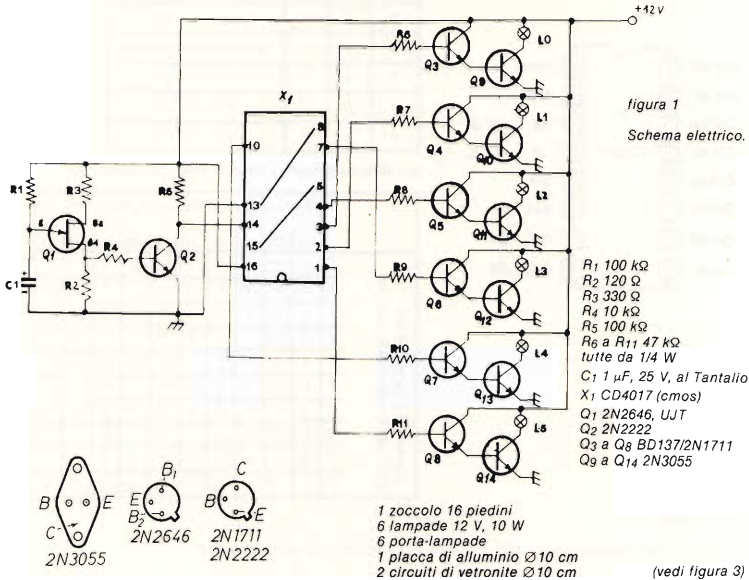 +12 V
R6
Q3
Q9
L0
X1
R7
Q4
Q10
L1
figura 1
Schema elettrico.
10
8
7
13
5
14
4
3
15
2
16
1
R1
R3
R5
E
B2
B1
Q1
R4
Q2
C1
+
R2
R8
Q5
Q11
L2
R9
Q6
Q12
L3
R10
Q7
Q13
L4
R11
Q8
Q14
L5
R1 100 kΩ
R2 120 Ω
R3 330 Ω
R4 10 kΩ
R5 100 kΩ
R6 a R11 47 kΩ
tutte da 1/4 W
C1 1 µF, 25 V, al Tantalio
X1 CD4017 (cmos)
Q1 2N2646, UJT
Q2 2N2222
Q3 a Q8 BD137/2N1711
Q9 a Q14 2N3055
B
E
C
2N3055
B1
E
B2
2N2646
C
B
E
2N1711
2N2222
1 zoccolo 16 piedini
6 lampade 12 V, 10 W
6 porta-lampade
1 placca di alluminio Ø 10 cm
2 circuiti di vetronite Ø 10 cm
(vedi figura 3)